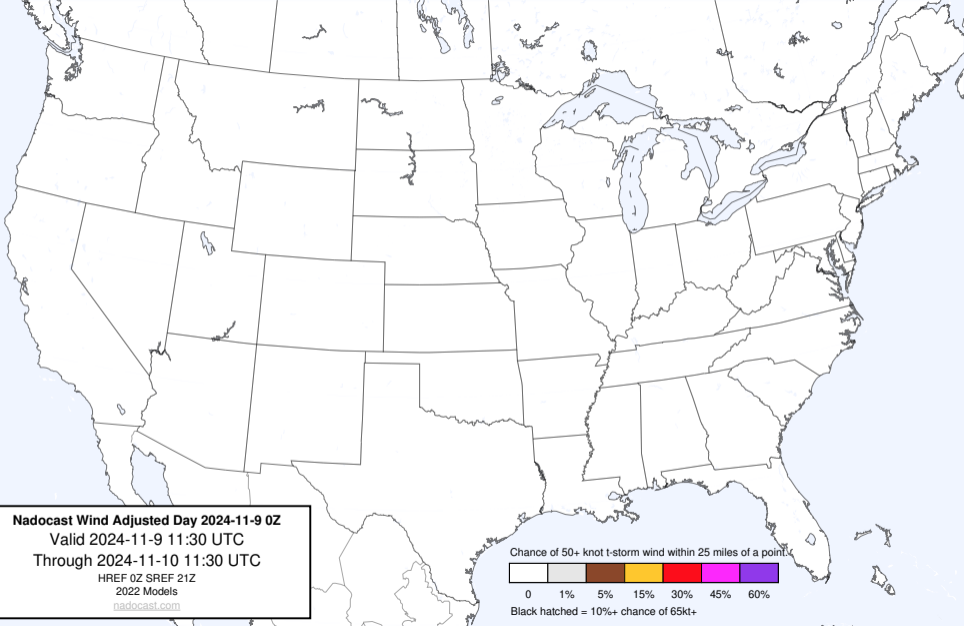 Nadocast Wind Adjusted Day 2024-11-9 0Z
Valid 2024-11-9 11:30 UTC
Through 2024-11-10 11:30 UTC
HREF 0Z SREF 21Z
2022 Models
nadocast.com
Chance of 50+ knot t-storm wind within 25 miles of a point.
0 1% 5% 15% 30% 45% 60%
Black hatched = 10%+ chance of 65kt+